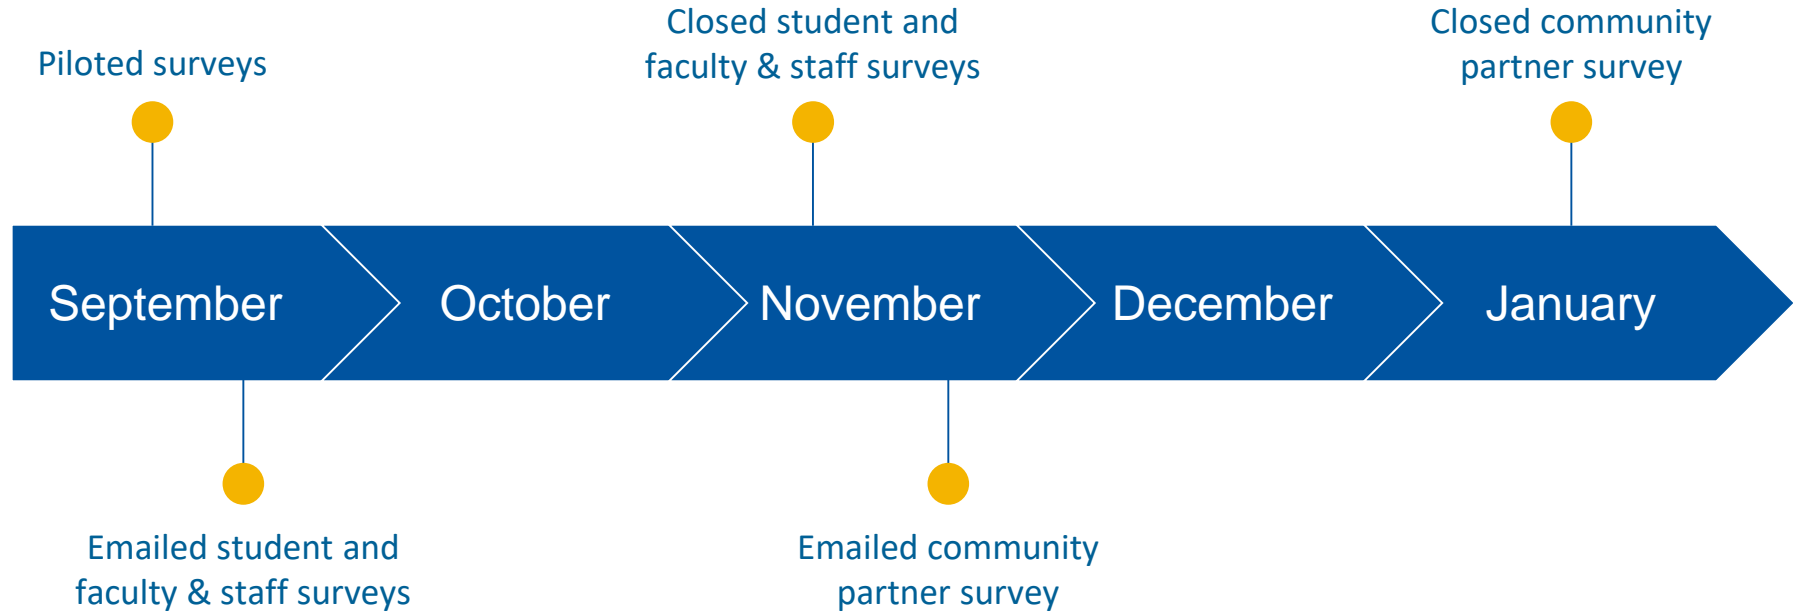 Piloted surveys
Closed student and
faculty & staff surveys
Closed community
partner survey
September
October
November
December
January
Emailed student and
faculty & staff surveys
Emailed community
partner survey